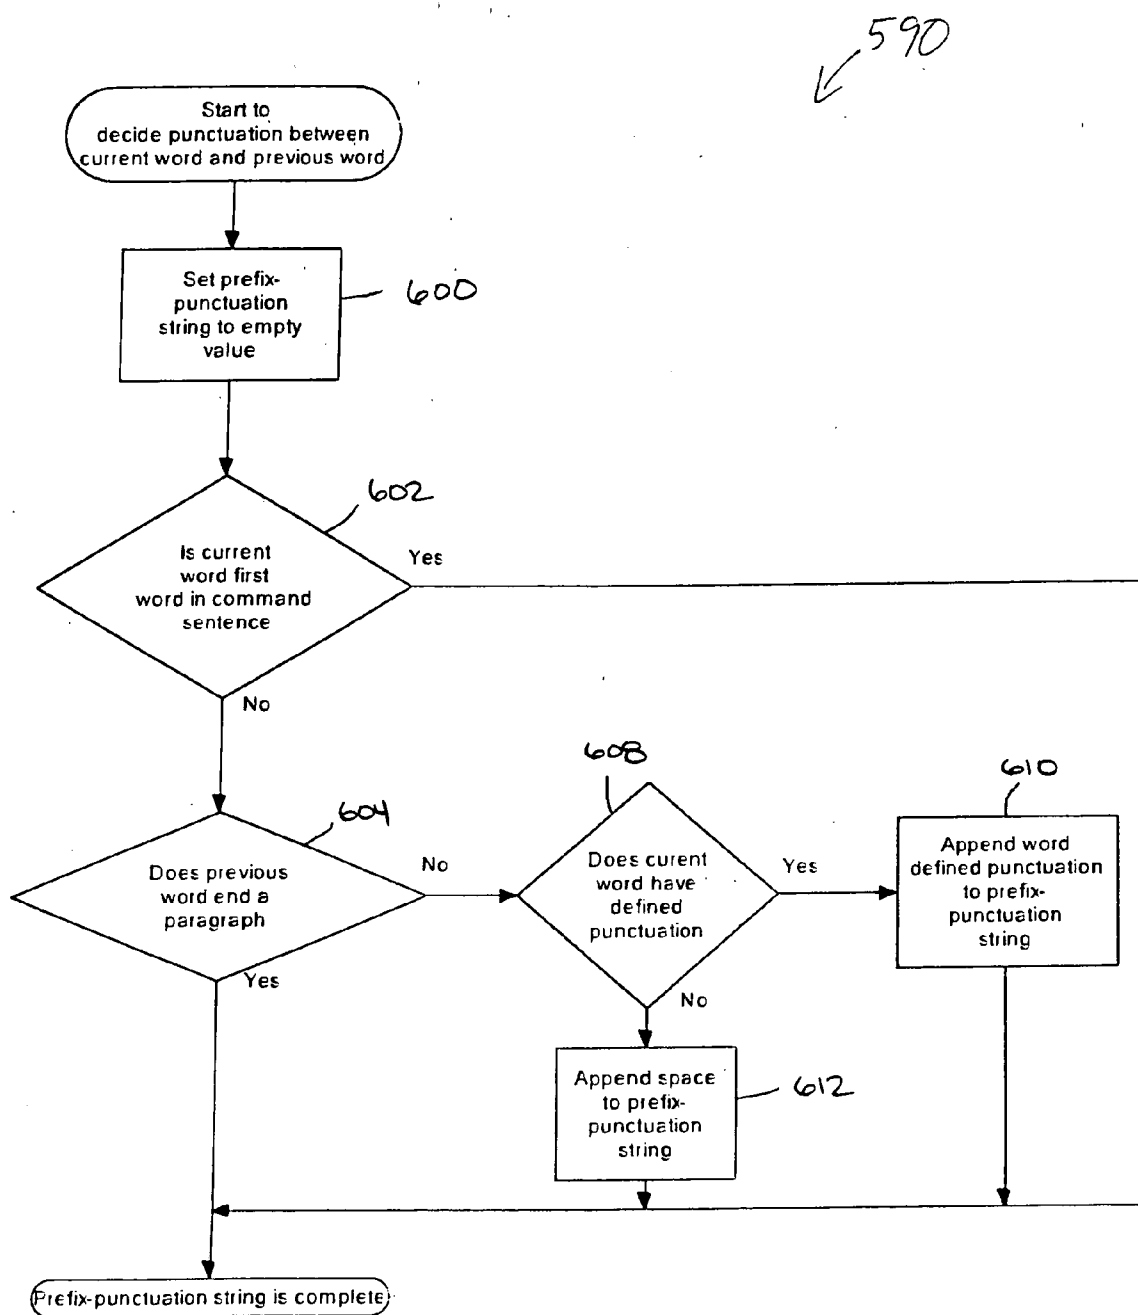 590
Start to
decide punctuation between
current word and previous word
Set prefix-
punctuation
string to empty
value
600
602
Is current
word first
word in command
sentence
Yes
No
604
Does previous
word end a
paragraph
No
Yes
608
Does curent
word have
defined
punctuation
Yes
No
610
Append word
defined punctuation
to prefix-
punctuation
string
Append space
to prefix-
punctuation
string
612
Prefix-punctuation string is complete